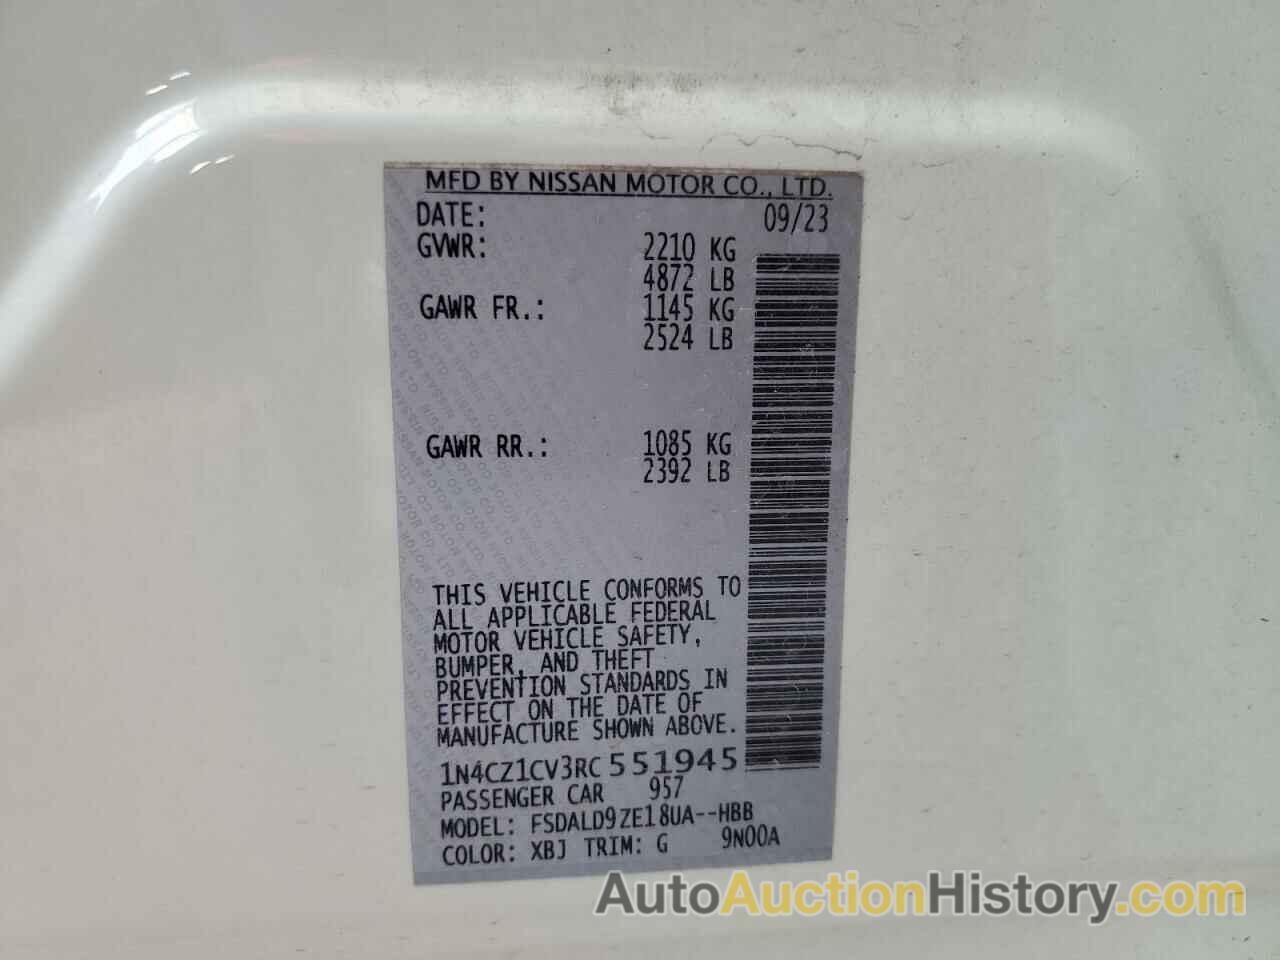 MFD BY NISSAN MOTOR CO., LTD.
DATE: 09/23
GVWR: 2210 KG
4872 LB
GAWR FR.: 1145 KG
2524 LB
GAWR RR.: 1085 KG
2392 LB
THIS VEHICLE CONFORMS TO
ALL APPLICABLE FEDERAL
MOTOR VEHICLE SAFETY,
BUMPER, AND THEFT
PREVENTION STANDARDS IN
EFFECT ON THE DATE OF
MANUFACTURE SHOWN ABOVE.
1N4CZ1CV3RC551945
PASSENGER CAR 957
MODEL: FSDALD9ZE18UA--HBB
COLOR: XBJ TRIM: G 9N00A
AutoAuctionHistory.com